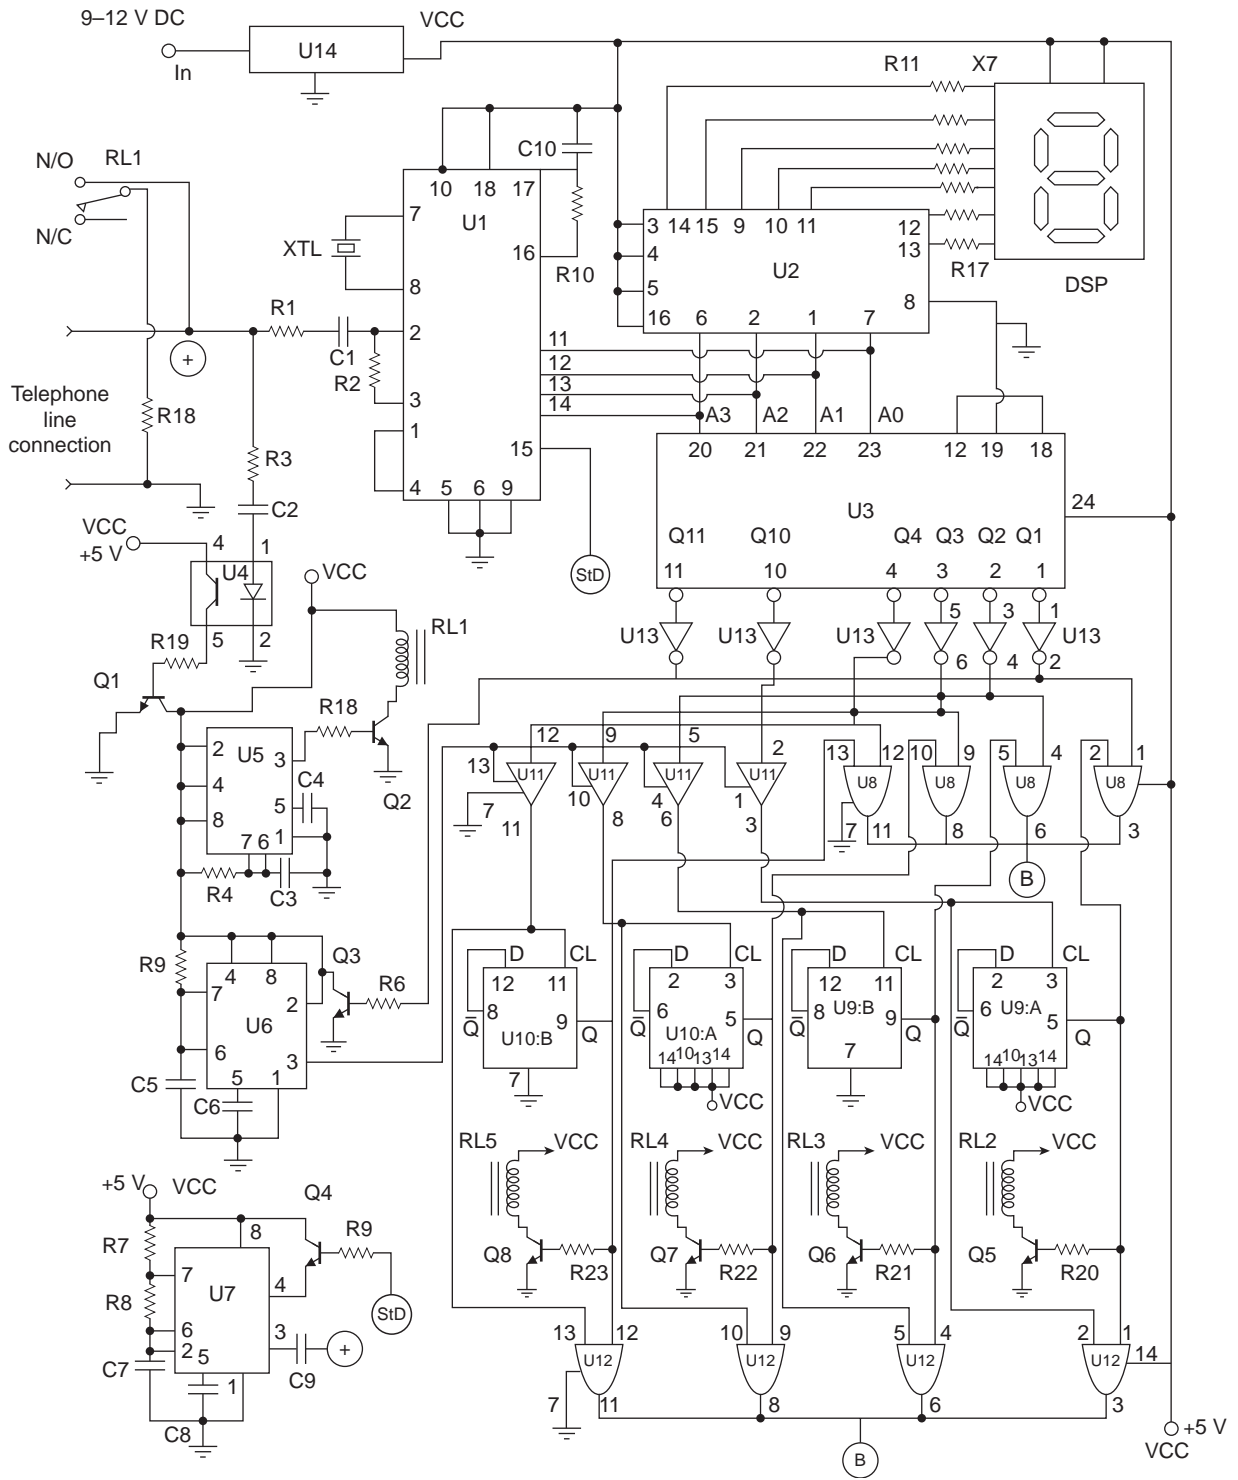 9–12 V DC
VCC
U14
In
R11
X7
N/O
RL1
N/C
C10
10
18
17
U1
7
XTL
8
16
R10
3
14
15
9
10
11
12
13
4
U2
5
8
16
6
2
1
7
R17
DSP
R1
C1
2
R2
3
11
12
13
14
1
Telephone
line
connection
R18
A3
A2
A1
A0
20
21
22
23
12
19
18
15
R3
4
5
6
9
C2
U3
24
VCC
+5 V
4
1
Q11
Q10
Q4
Q3
Q2
Q1
StD
11
10
4
3
2
1
U4
VCC
5
3
1
R19
5
2
RL1
U13
U13
U13
U13
6
4
2
Q1
R18
12
9
5
2
13
12
10
9
5
4
2
1
2
U5
3
C4
13
U11
U11
U11
U11
U8
U8
U8
U8
4
5
Q2
7
10
4
1
8
1
11
8
6
3
7
11
8
6
3
7
6
R4
C3
B
R9
Q3
D
CL
D
CL
D
CL
D
CL
4
8
R6
12
11
2
3
12
11
2
3
7
2
8
6
8
U9:B
6
U9:A
U6
Q̅
U10:B
9
Q
Q̅
U10:A
5
Q
Q̅
9
Q
Q̅
5
Q
6
3
14
10
13
14
7
14
10
13
14
C5
5
1
7
C6
VCC
VCC
RL5
VCC
RL4
VCC
RL3
VCC
RL2
VCC
+5 V
VCC
Q4
8
R9
R7
Q8
R23
Q7
R22
Q6
R21
Q5
R20
7
U7
4
R8
StD
6
3
13
12
10
9
5
4
2
1
2
5
+
14
C7
1
C9
U12
U12
U12
U12
7
11
8
6
3
C8
B
+5 V
VCC
+